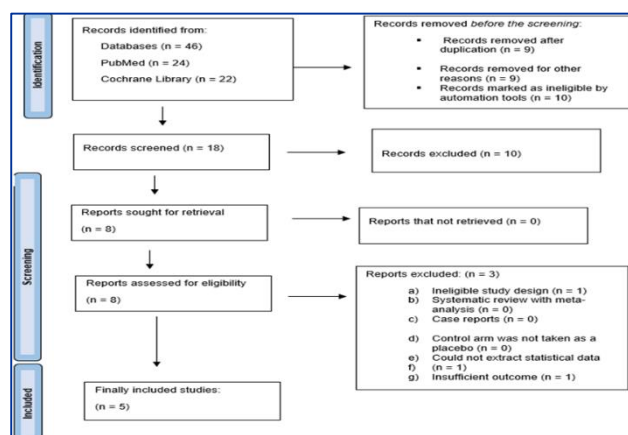 Identification
Records identified from:
Databases (n = 46)
PubMed (n = 24)
Cochrane Library (n = 22)
Records removed before the screening:
• Records removed after
duplication (n = 9)
• Records removed for other
reasons (n = 9)
• Records marked as ineligible by
automation tools (n = 10)
Screening
Records screened (n = 18)
Records excluded (n = 10)
Reports sought for retrieval
(n = 8)
Reports that not retrieved (n = 0)
Reports assessed for eligibility
(n = 8)
Reports excluded: (n = 3)
a) Ineligible study design (n = 1)
b) Systematic review with meta-
analysis (n = 0)
c) Case reports (n = 0)
d) Control arm was not taken as a
placebo (n = 0)
e) Could not extract statistical data
f) (n = 1)
g) Insufficient outcome (n = 1)
Included
Finally included studies:
(n = 5)